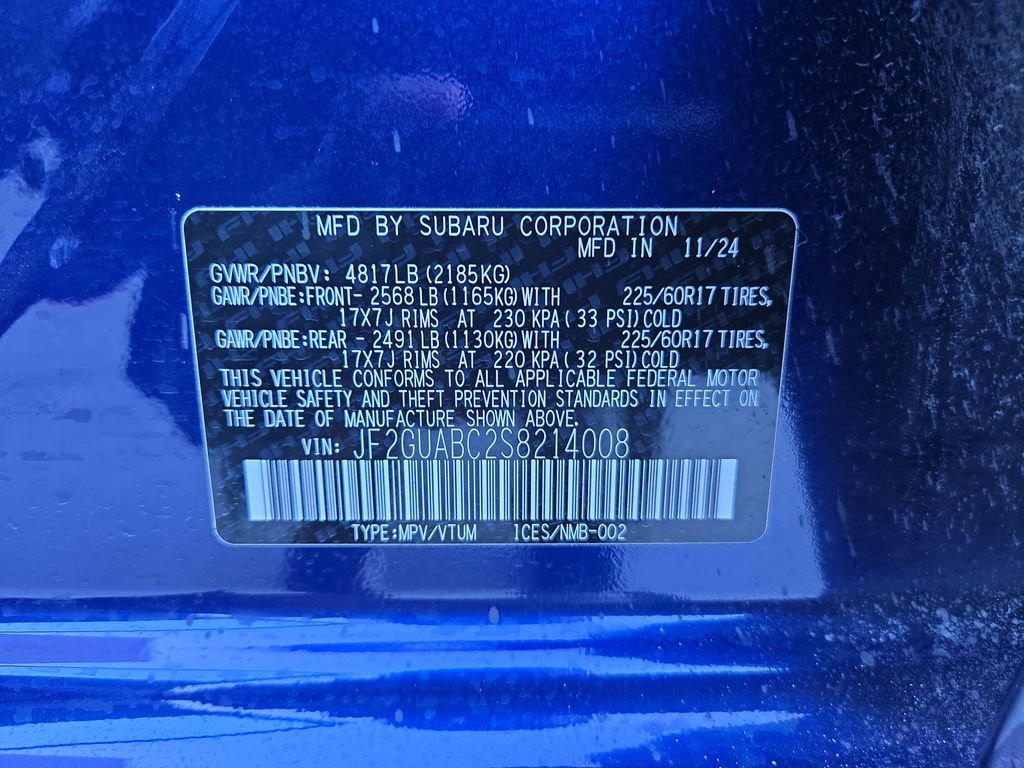 MFD BY SUBARU CORPORATION
MFD IN 11/24
GVWR/PNBV: 4817LB (2185KG)
GAWR/PNBE:FRONT- 2568 LB (1165KG) WITH 225/60R17 TIRES,
17X7J RIMS AT 230 KPA ( 33 PSI) COLD
GAWR/PNBE:REAR - 2491 LB (1130KG) WITH 225/60R17 TIRES,
17X7J RIMS AT 220 KPA ( 32 PSI) COLD
THIS VEHICLE CONFORMS TO ALL APPLICABLE FEDERAL MOTOR
VEHICLE SAFETY AND THEFT PREVENTION STANDARDS IN EFFECT ON
THE DATE OF MANUFACTURE SHOWN ABOVE.
VIN: JF2GUABC2S8214008
TYPE:MPV/VTUM ICES/NMB-002